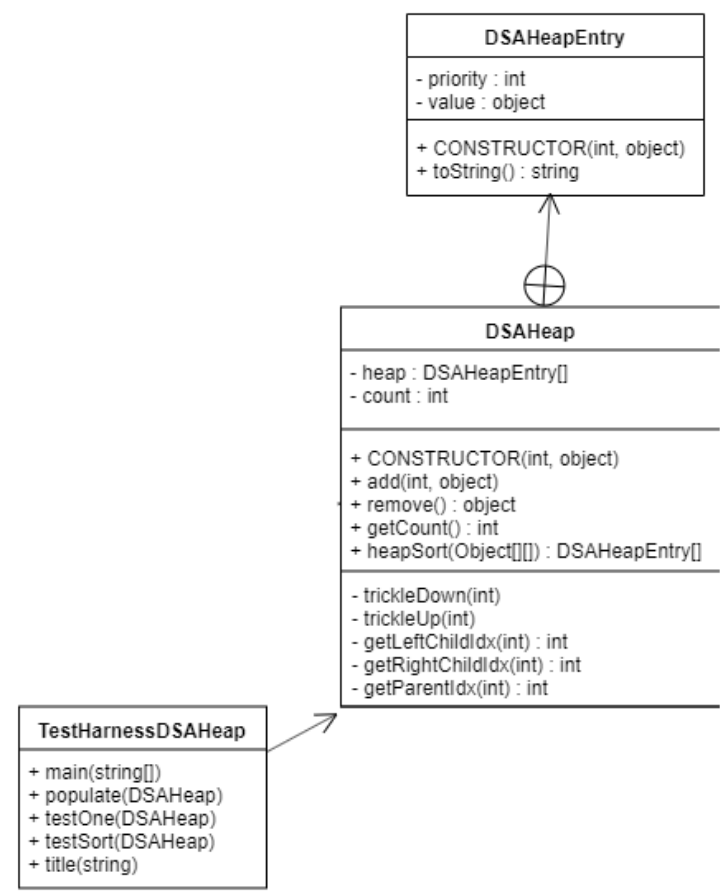 DSAHeapEntry
- priority : int
- value : object
+ CONSTRUCTOR(int, object)
+ toString() : string
DSAHeap
- heap : DSAHeapEntry[]
- count : int
+ CONSTRUCTOR(int, object)
+ add(int, object)
+ remove() : object
+ getCount() : int
+ heapSort(Object[][]) : DSAHeapEntry[]
- trickleDown(int)
- trickleUp(int)
- getLeftChildIdx(int) : int
- getRightChildIdx(int) : int
- getParentIdx(int) : int
TestHarnessDSAHeap
+ main(string[])
+ populate(DSAHeap)
+ testOne(DSAHeap)
+ testSort(DSAHeap)
+ title(string)